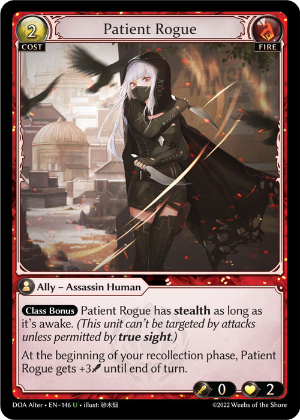 2
Patient Rogue
COST
FIRE
Ally – Assassin Human
Class Bonus Patient Rogue has stealth as long as
it's awake. (This unit can't be targeted by attacks
unless permitted by true sight.)
At the beginning of your recollection phase, Patient
Rogue gets +3 until end of turn.
0
2
DOA Alter • EN-146 U • illustrator:
©2022 Weebs of the Shore